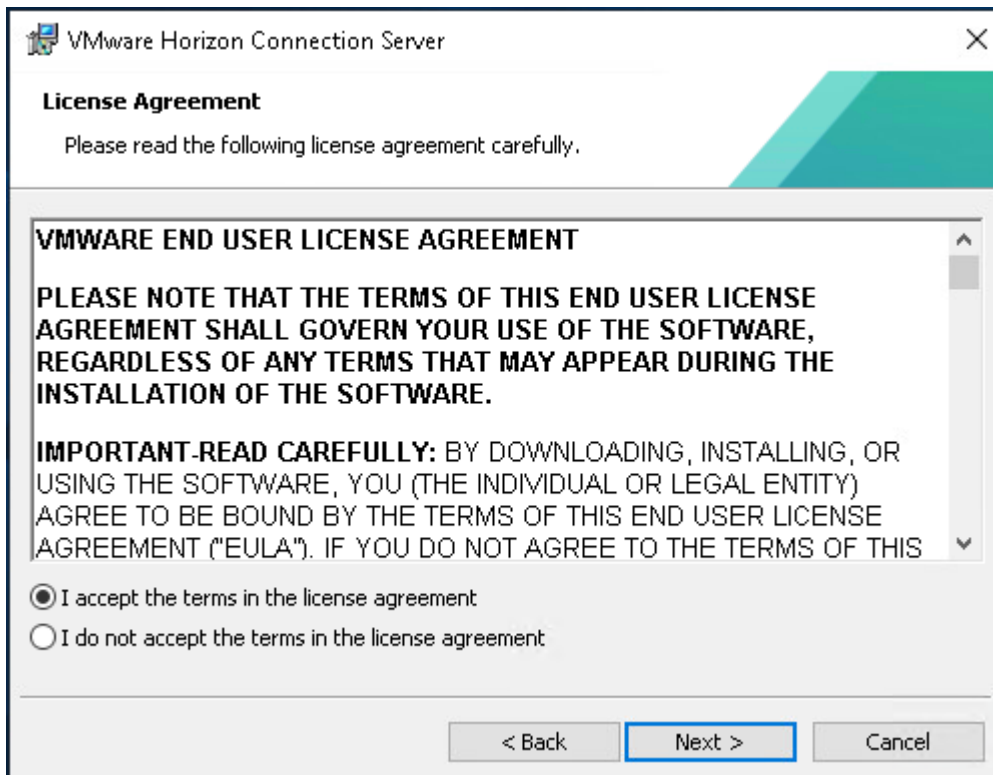 VMware Horizon Connection Server
License Agreement
Please read the following license agreement carefully.
VMWARE END USER LICENSE AGREEMENT
PLEASE NOTE THAT THE TERMS OF THIS END USER LICENSE
AGREEMENT SHALL GOVERN YOUR USE OF THE SOFTWARE,
REGARDLESS OF ANY TERMS THAT MAY APPEAR DURING THE
INSTALLATION OF THE SOFTWARE.
IMPORTANT-READ CAREFULLY: BY DOWNLOADING, INSTALLING, OR
USING THE SOFTWARE, YOU (THE INDIVIDUAL OR LEGAL ENTITY)
AGREE TO BE BOUND BY THE TERMS OF THIS END USER LICENSE
AGREEMENT ("EULA"). IF YOU DO NOT AGREE TO THE TERMS OF THIS
I accept the terms in the license agreement
I do not accept the terms in the license agreement
< Back Next > Cancel